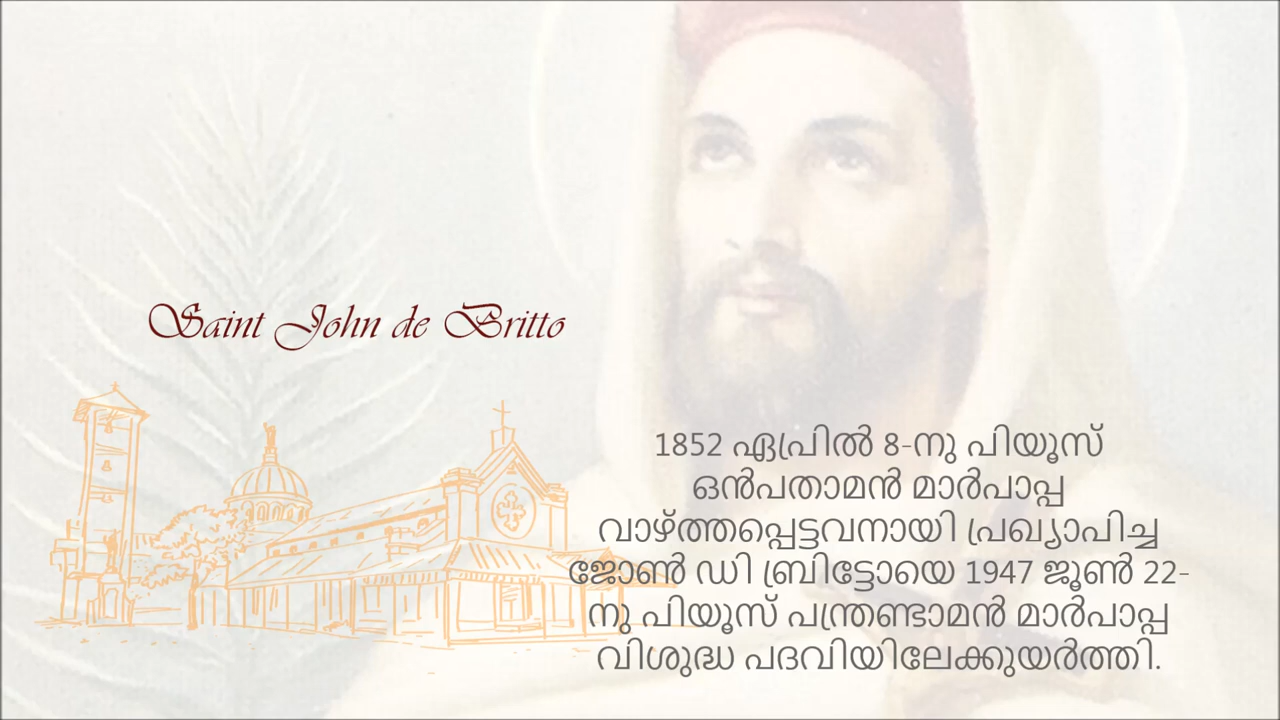 Saint John de Britto
1852 ഏപ്രിൽ 8-നു പിയൂസ്
ഒൻപതാമൻ മാർപാപ്പ
വാഴ്ത്തപ്പെട്ടവനായി പ്രഖ്യാപിച്ച
ജോൺ ഡി ബ്രിട്ടോയെ 1947 ജൂൺ 22-
നു പിയൂസ് പന്ത്രണ്ടാമൻ മാർപാപ്പ
വിശുദ്ധ പദവിയിലേക്കുയർത്തി.